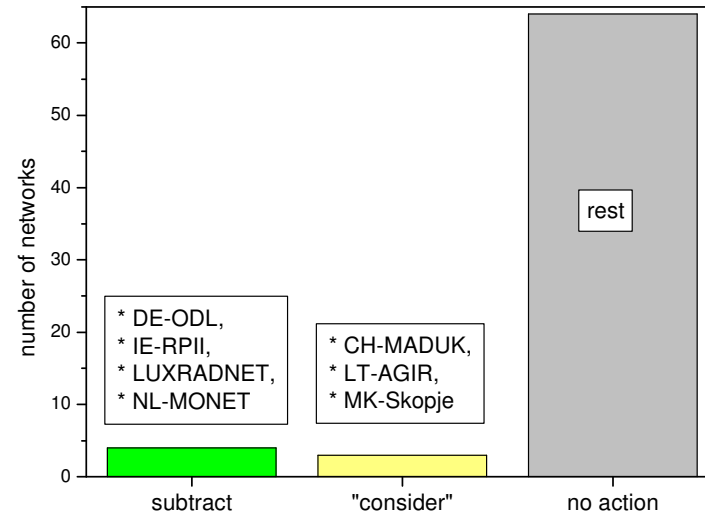 number of networks
60
50
40
30
20
10
0
* DE-ODL,
* IE-RPII,
* LUXRADNET,
* NL-MONET
* CH-MADUK,
* LT-AGIR,
* MK-Skopje
rest
subtract
"consider"
no action